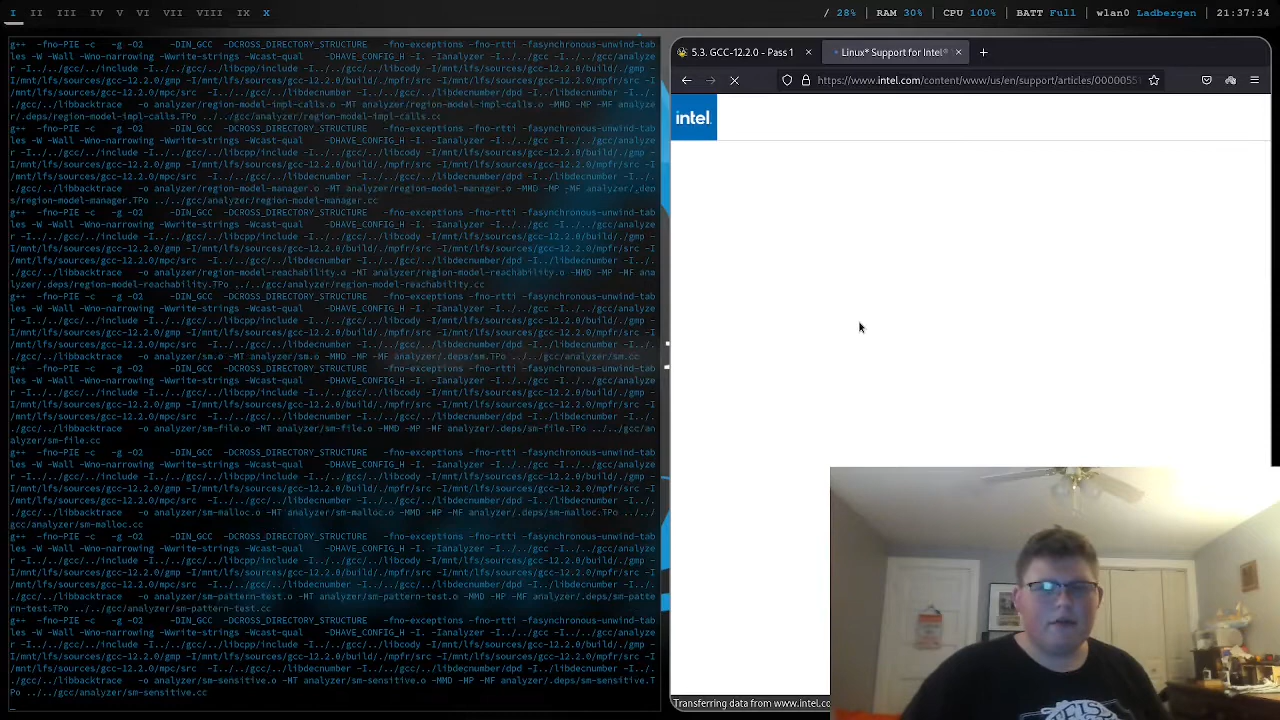 I II III IV V VI VII VIII IX X / 28% RAM 30% CPU 100% BATT Full wlan0 Ladbergen 21:37:34
g++ -fno-PIE -c -g -O2 -DIN_GCC -DCROSS_DIRECTORY_STRUCTURE -fno-exceptions -fno-rtti -fasynchronous-unwind-tab
les -W -Wall -Wno-narrowing -Wwrite-strings -Wcast-qual -DHAVE_CONFIG_H -I. -Ianalyzer -I../../gcc -I../../gcc/analyze
r -I../../gcc/../include -I../../gcc/../libcpp/include -I../../gcc/../libcody -I/mnt/lfs/sources/gcc-12.2.0/build/./gmp -
I/mnt/lfs/sources/gcc-12.2.0/gmp -I/mnt/lfs/sources/gcc-12.2.0/build/./mpfr/src -I/mnt/lfs/sources/gcc-12.2.0/mpfr/src -I
/mnt/lfs/sources/gcc-12.2.0/mpc/src -I../../gcc/../libdecnumber -I../../gcc/../libdecnumber/dpd -I../libdecnumber -I../.
./gcc/../libbacktrace -o analyzer/region-model-impl-calls.o -MT analyzer/region-model-impl-calls.o -MMD -MP -MF analyze
r/.deps/region-model-impl-calls.TPo ../../gcc/analyzer/region-model-impl-calls.cc
g++ -fno-PIE -c -g -O2 -DIN_GCC -DCROSS_DIRECTORY_STRUCTURE -fno-exceptions -fno-rtti -fasynchronous-unwind-tab
les -W -Wall -Wno-narrowing -Wwrite-strings -Wcast-qual -DHAVE_CONFIG_H -I. -Ianalyzer -I../../gcc -I../../gcc/analyze
r -I../../gcc/../include -I../../gcc/../libcpp/include -I../../gcc/../libcody -I/mnt/lfs/sources/gcc-12.2.0/build/./gmp -
I/mnt/lfs/sources/gcc-12.2.0/gmp -I/mnt/lfs/sources/gcc-12.2.0/build/./mpfr/src -I/mnt/lfs/sources/gcc-12.2.0/mpfr/src -I
/mnt/lfs/sources/gcc-12.2.0/mpc/src -I../../gcc/../libdecnumber -I../../gcc/../libdecnumber/dpd -I../libdecnumber -I../.
./gcc/../libbacktrace -o analyzer/region-model-manager.o -MT analyzer/region-model-manager.o -MMD -MP -MF analyzer/.dep
s/region-model-manager.TPo ../../gcc/analyzer/region-model-manager.cc
g++ -fno-PIE -c -g -O2 -DIN_GCC -DCROSS_DIRECTORY_STRUCTURE -fno-exceptions -fno-rtti -fasynchronous-unwind-tab
les -W -Wall -Wno-narrowing -Wwrite-strings -Wcast-qual -DHAVE_CONFIG_H -I. -Ianalyzer -I../../gcc -I../../gcc/analyze
r -I../../gcc/../include -I../../gcc/../libcpp/include -I../../gcc/../libcody -I/mnt/lfs/sources/gcc-12.2.0/build/./gmp -
I/mnt/lfs/sources/gcc-12.2.0/gmp -I/mnt/lfs/sources/gcc-12.2.0/build/./mpfr/src -I/mnt/lfs/sources/gcc-12.2.0/mpfr/src -I
/mnt/lfs/sources/gcc-12.2.0/mpc/src -I../../gcc/../libdecnumber -I../../gcc/../libdecnumber/dpd -I../libdecnumber -I../.
./gcc/../libbacktrace -o analyzer/region-model-reachability.o -MT analyzer/region-model-reachability.o -MMD -MP -MF ana
lyzer/.deps/region-model-reachability.TPo ../../gcc/analyzer/region-model-reachability.cc
g++ -fno-PIE -c -g -O2 -DIN_GCC -DCROSS_DIRECTORY_STRUCTURE -fno-exceptions -fno-rtti -fasynchronous-unwind-tab
les -W -Wall -Wno-narrowing -Wwrite-strings -Wcast-qual -DHAVE_CONFIG_H -I. -Ianalyzer -I../../gcc -I../../gcc/analyze
r -I../../gcc/../include -I../../gcc/../libcpp/include -I../../gcc/../libcody -I/mnt/lfs/sources/gcc-12.2.0/build/./gmp -
I/mnt/lfs/sources/gcc-12.2.0/gmp -I/mnt/lfs/sources/gcc-12.2.0/build/./mpfr/src -I/mnt/lfs/sources/gcc-12.2.0/mpfr/src -I
/mnt/lfs/sources/gcc-12.2.0/mpc/src -I../../gcc/../libdecnumber -I../../gcc/../libdecnumber/dpd -I../libdecnumber -I../.
./gcc/../libbacktrace -o analyzer/sm.o -MT analyzer/sm.o -MMD -MP -MF analyzer/.deps/sm.TPo ../../gcc/analyzer/sm.cc
g++ -fno-PIE -c -g -O2 -DIN_GCC -DCROSS_DIRECTORY_STRUCTURE -fno-exceptions -fno-rtti -fasynchronous-unwind-tab
les -W -Wall -Wno-narrowing -Wwrite-strings -Wcast-qual -DHAVE_CONFIG_H -I. -Ianalyzer -I../../gcc -I../../gcc/analyze
r -I../../gcc/../include -I../../gcc/../libcpp/include -I../../gcc/../libcody -I/mnt/lfs/sources/gcc-12.2.0/build/./gmp -
I/mnt/lfs/sources/gcc-12.2.0/gmp -I/mnt/lfs/sources/gcc-12.2.0/build/./mpfr/src -I/mnt/lfs/sources/gcc-12.2.0/mpfr/src -I
/mnt/lfs/sources/gcc-12.2.0/mpc/src -I../../gcc/../libdecnumber -I../../gcc/../libdecnumber/dpd -I../libdecnumber -I../.
./gcc/../libbacktrace -o analyzer/sm-file.o -MT analyzer/sm-file.o -MMD -MP -MF analyzer/.deps/sm-file.TPo ../../gcc/an
alyzer/sm-file.cc
g++ -fno-PIE -c -g -O2 -DIN_GCC -DCROSS_DIRECTORY_STRUCTURE -fno-exceptions -fno-rtti -fasynchronous-unwind-tab
les -W -Wall -Wno-narrowing -Wwrite-strings -Wcast-qual -DHAVE_CONFIG_H -I. -Ianalyzer -I../../gcc -I../../gcc/analyze
r -I../../gcc/../include -I../../gcc/../libcpp/include -I../../gcc/../libcody -I/mnt/lfs/sources/gcc-12.2.0/build/./gmp -
I/mnt/lfs/sources/gcc-12.2.0/gmp -I/mnt/lfs/sources/gcc-12.2.0/build/./mpfr/src -I/mnt/lfs/sources/gcc-12.2.0/mpfr/src -I
/mnt/lfs/sources/gcc-12.2.0/mpc/src -I../../gcc/../libdecnumber -I../../gcc/../libdecnumber/dpd -I../libdecnumber -I../.
./gcc/../libbacktrace -o analyzer/sm-malloc.o -MT analyzer/sm-malloc.o -MMD -MP -MF analyzer/.deps/sm-malloc.TPo ../../
gcc/analyzer/sm-malloc.cc
g++ -fno-PIE -c -g -O2 -DIN_GCC -DCROSS_DIRECTORY_STRUCTURE -fno-exceptions -fno-rtti -fasynchronous-unwind-tab
les -W -Wall -Wno-narrowing -Wwrite-strings -Wcast-qual -DHAVE_CONFIG_H -I. -Ianalyzer -I../../gcc -I../../gcc/analyze
r -I../../gcc/../include -I../../gcc/../libcpp/include -I../../gcc/../libcody -I/mnt/lfs/sources/gcc-12.2.0/build/./gmp -
I/mnt/lfs/sources/gcc-12.2.0/gmp -I/mnt/lfs/sources/gcc-12.2.0/build/./mpfr/src -I/mnt/lfs/sources/gcc-12.2.0/mpfr/src -I
/mnt/lfs/sources/gcc-12.2.0/mpc/src -I../../gcc/../libdecnumber -I../../gcc/../libdecnumber/dpd -I../libdecnumber -I../.
./gcc/../libbacktrace -o analyzer/sm-pattern-test.o -MT analyzer/sm-pattern-test.o -MMD -MP -MF analyzer/.deps/sm-patte
rn-test.TPo ../../gcc/analyzer/sm-pattern-test.cc
g++ -fno-PIE -c -g -O2 -DIN_GCC -DCROSS_DIRECTORY_STRUCTURE -fno-exceptions -fno-rtti -fasynchronous-unwind-tab
les -W -Wall -Wno-narrowing -Wwrite-strings -Wcast-qual -DHAVE_CONFIG_H -I. -Ianalyzer -I../../gcc -I../../gcc/analyze
r -I../../gcc/../include -I../../gcc/../libcpp/include -I../../gcc/../libcody -I/mnt/lfs/sources/gcc-12.2.0/build/./gmp -
I/mnt/lfs/sources/gcc-12.2.0/gmp -I/mnt/lfs/sources/gcc-12.2.0/build/./mpfr/src -I/mnt/lfs/sources/gcc-12.2.0/mpfr/src -I
/mnt/lfs/sources/gcc-12.2.0/mpc/src -I../../gcc/../libdecnumber -I../../gcc/../libdecnumber/dpd -I../libdecnumber -I../.
./gcc/../libbacktrace -o analyzer/sm-sensitive.o -MT analyzer/sm-sensitive.o -MMD -MP -MF analyzer/.deps/sm-sensitive.T
Po ../../gcc/analyzer/sm-sensitive.cc
5.3. GCC-12.2.0 - Pass 1 Linux* Support for Intel®
https://www.intel.com/content/www/us/en/support/articles/00000551
intel.
Transferring data from www.intel.co